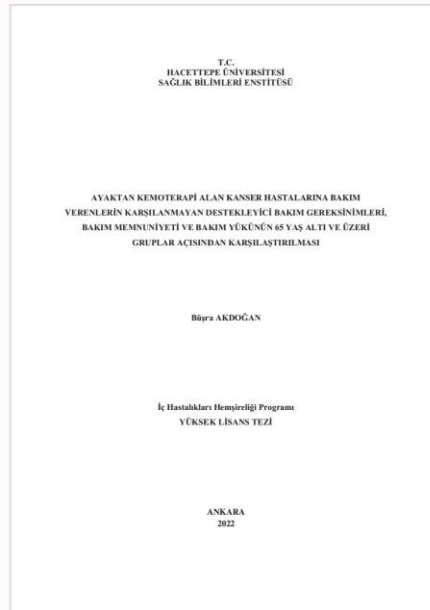 T.C.
HACETTEPE ÜNİVERSİTESİ
SAĞLIK BİLİMLERİ ENSTİTÜSÜ
AYAKTAN KEMOTERAPİ ALAN KANSER HASTALARINA BAKIM
VERENLERİN KARŞILANMAYAN DESTEKLEYİCİ BAKIM GEREKSİNİMLERİ,
BAKIM MEMNUNİYETİ VE BAKIM YÜKÜNÜN 65 YAŞ ALTI VE ÜZERİ
GRUPLAR AÇISINDAN KARŞILAŞTIRILMASI
Büşra AKDOĞAN
İç Hastalıkları Hemşireliği Programı
YÜKSEK LİSANS TEZİ
ANKARA
2022